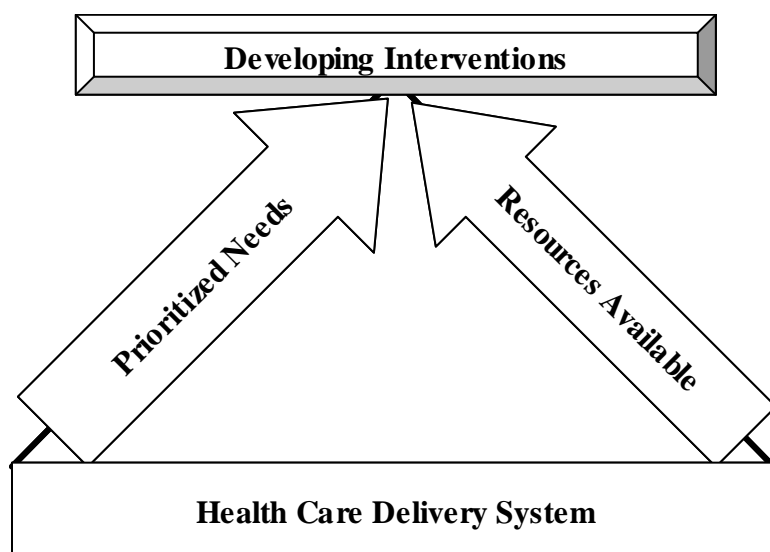 Developing Interventions
Prioritized Needs
Resources Available
Health Care Delivery System